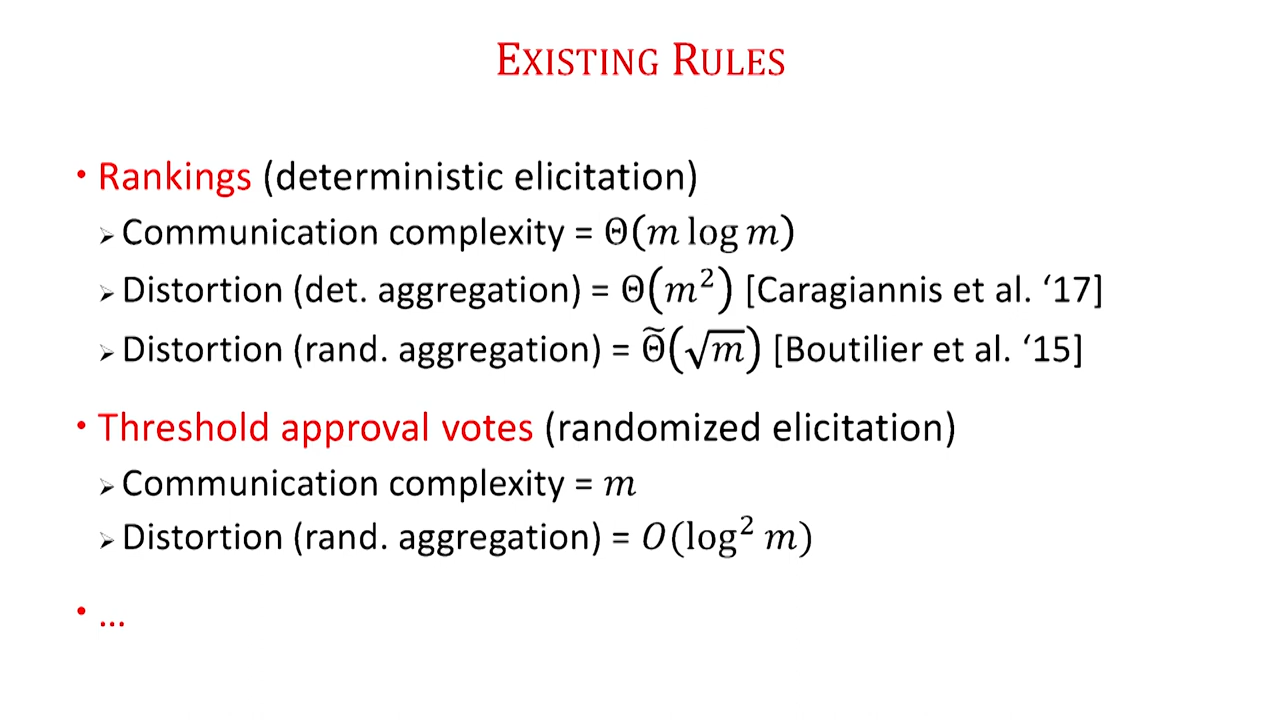 EXISTING RULES
• Rankings (deterministic elicitation)
➢ Communication complexity = Θ(m log m)
➢ Distortion (det. aggregation) = Θ(m²) [Caragiannis et al. ‘17]
➢ Distortion (rand. aggregation) = Θ̃(√m) [Boutilier et al. ‘15]
• Threshold approval votes (randomized elicitation)
➢ Communication complexity = m
➢ Distortion (rand. aggregation) = O(log² m)
• …